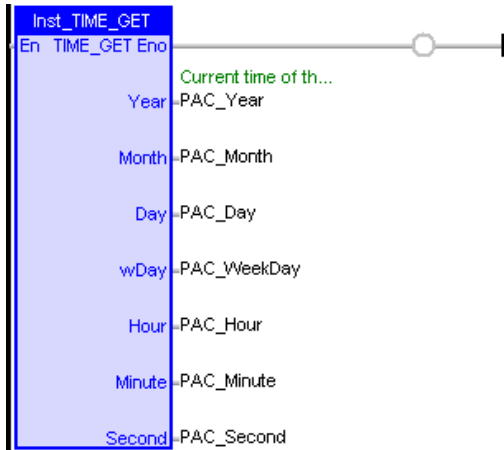 Inst_TIME_GET
En TIME_GET Eno
Current time of th...
Year PAC_Year
Month PAC_Month
Day PAC_Day
wDay PAC_WeekDay
Hour PAC_Hour
Minute PAC_Minute
Second PAC_Second